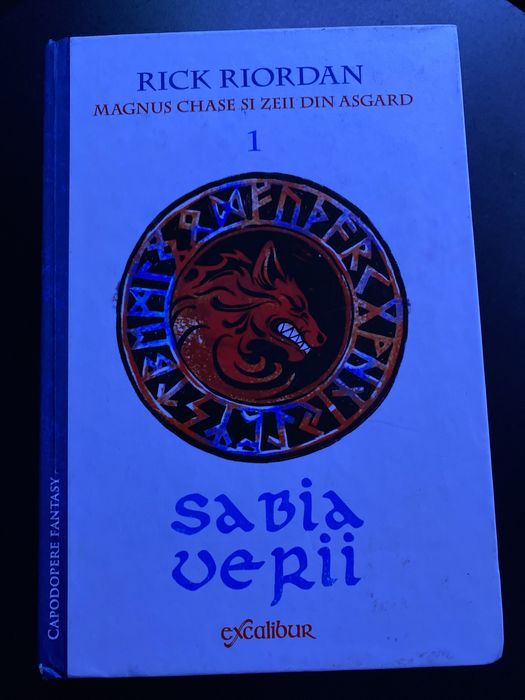 RICK RIORDAN
MAGNUS CHASE ȘI ZEII DIN ASGARD
1
SABIA
VERII
excalibur
CAPODOPERE FANTASY